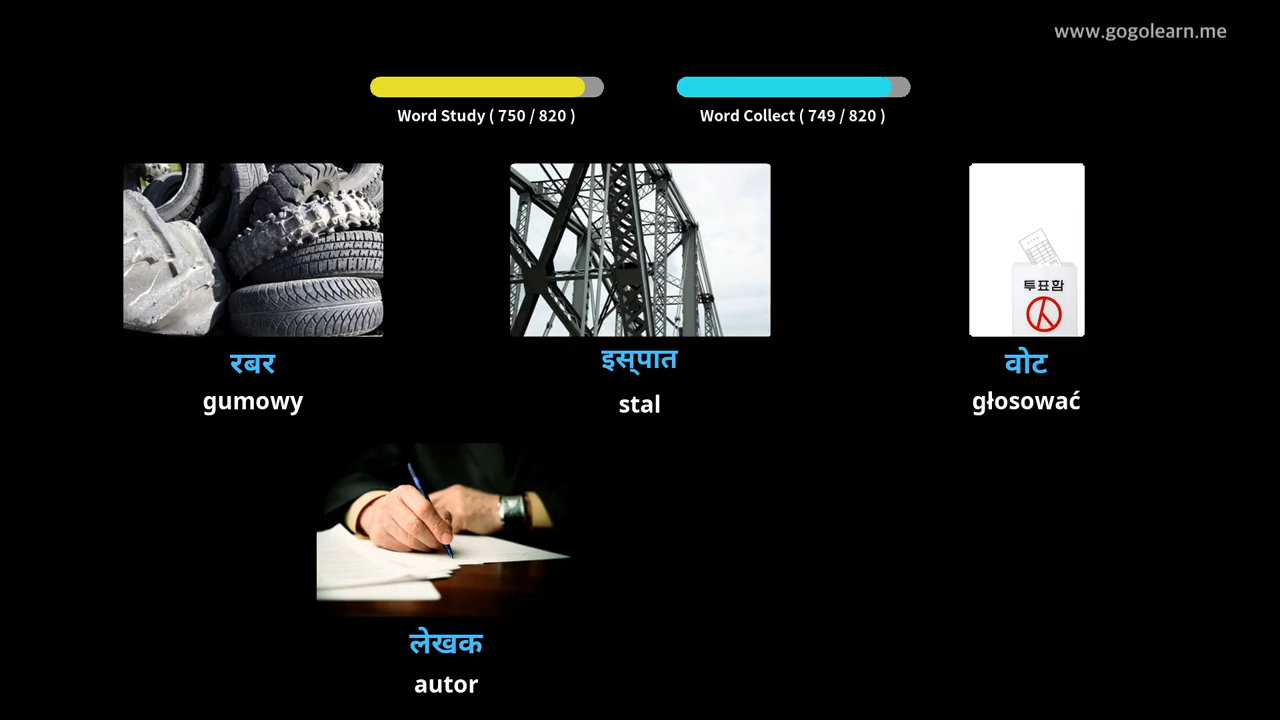 www.gogolearn.me
Word Study ( 750 / 820 )
Word Collect ( 749 / 820 )
투표함
रबर
gumowy
इस्‌पात
stal
वोट
głosować
लेखक
autor